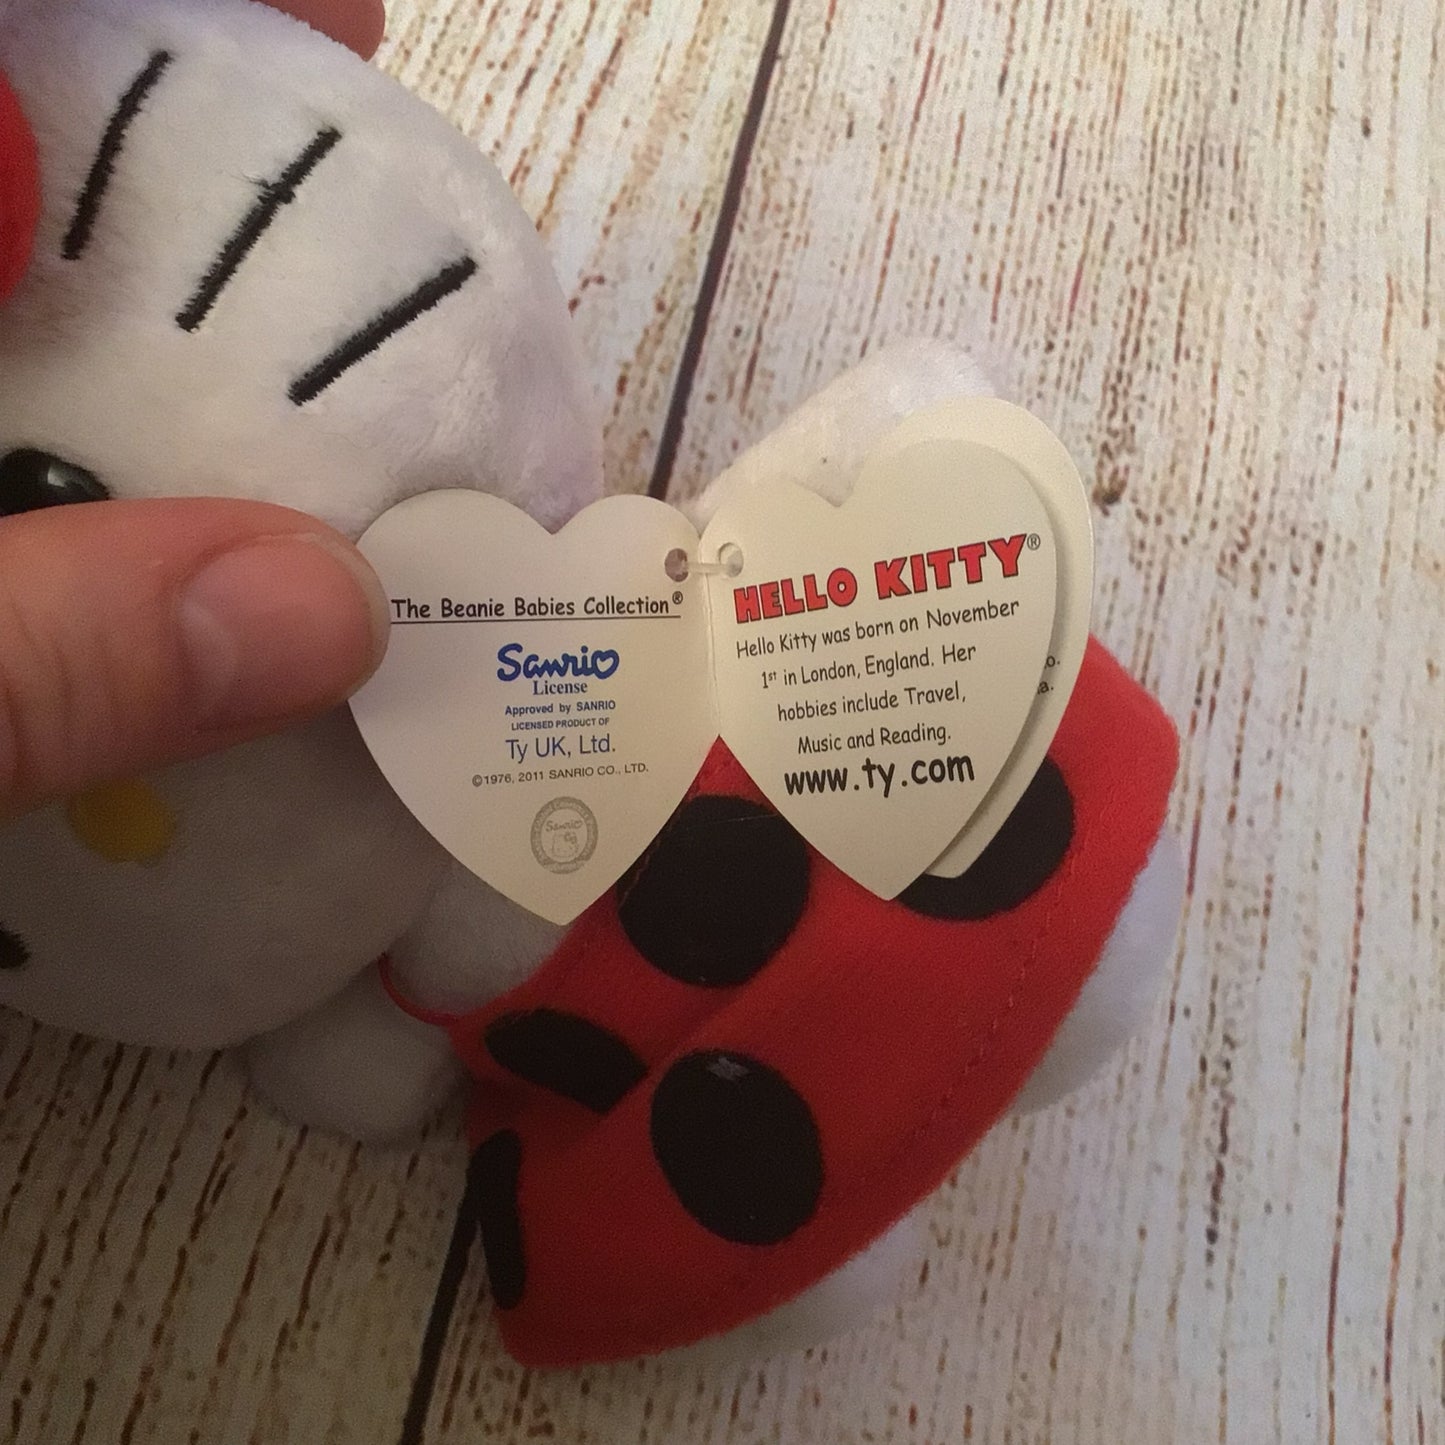 The Beanie Babies Collection®
Sanrio
License
Approved by SANRIO
LICENSED PRODUCT OF
Ty UK, Ltd.
©1976, 2011 SANRIO CO., LTD.
Sanrio
HELLO KITTY®
Hello Kitty was born on November
1st in London, England. Her
hobbies include Travel,
Music and Reading.
www.ty.com
o.
a.